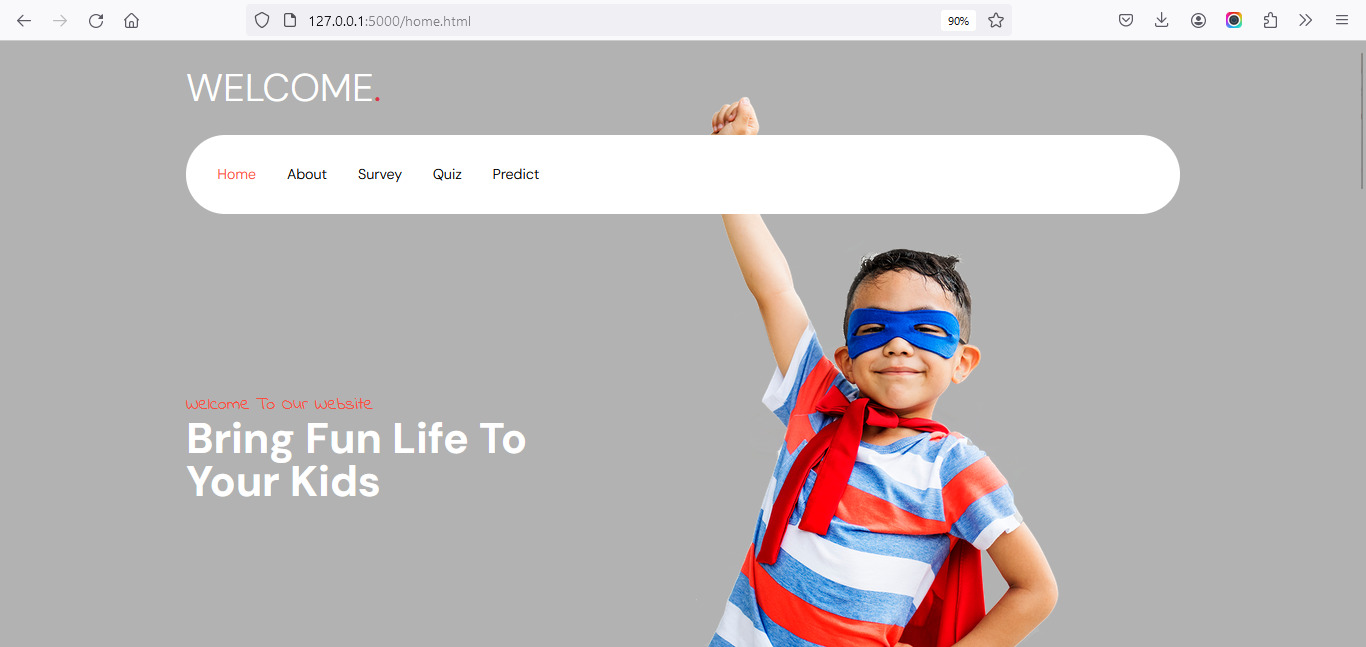 127.0.0.1:5000/home.html 90%
WELCOME.
Home About Survey Quiz Predict
Welcome To Our Website
Bring Fun Life To
Your Kids